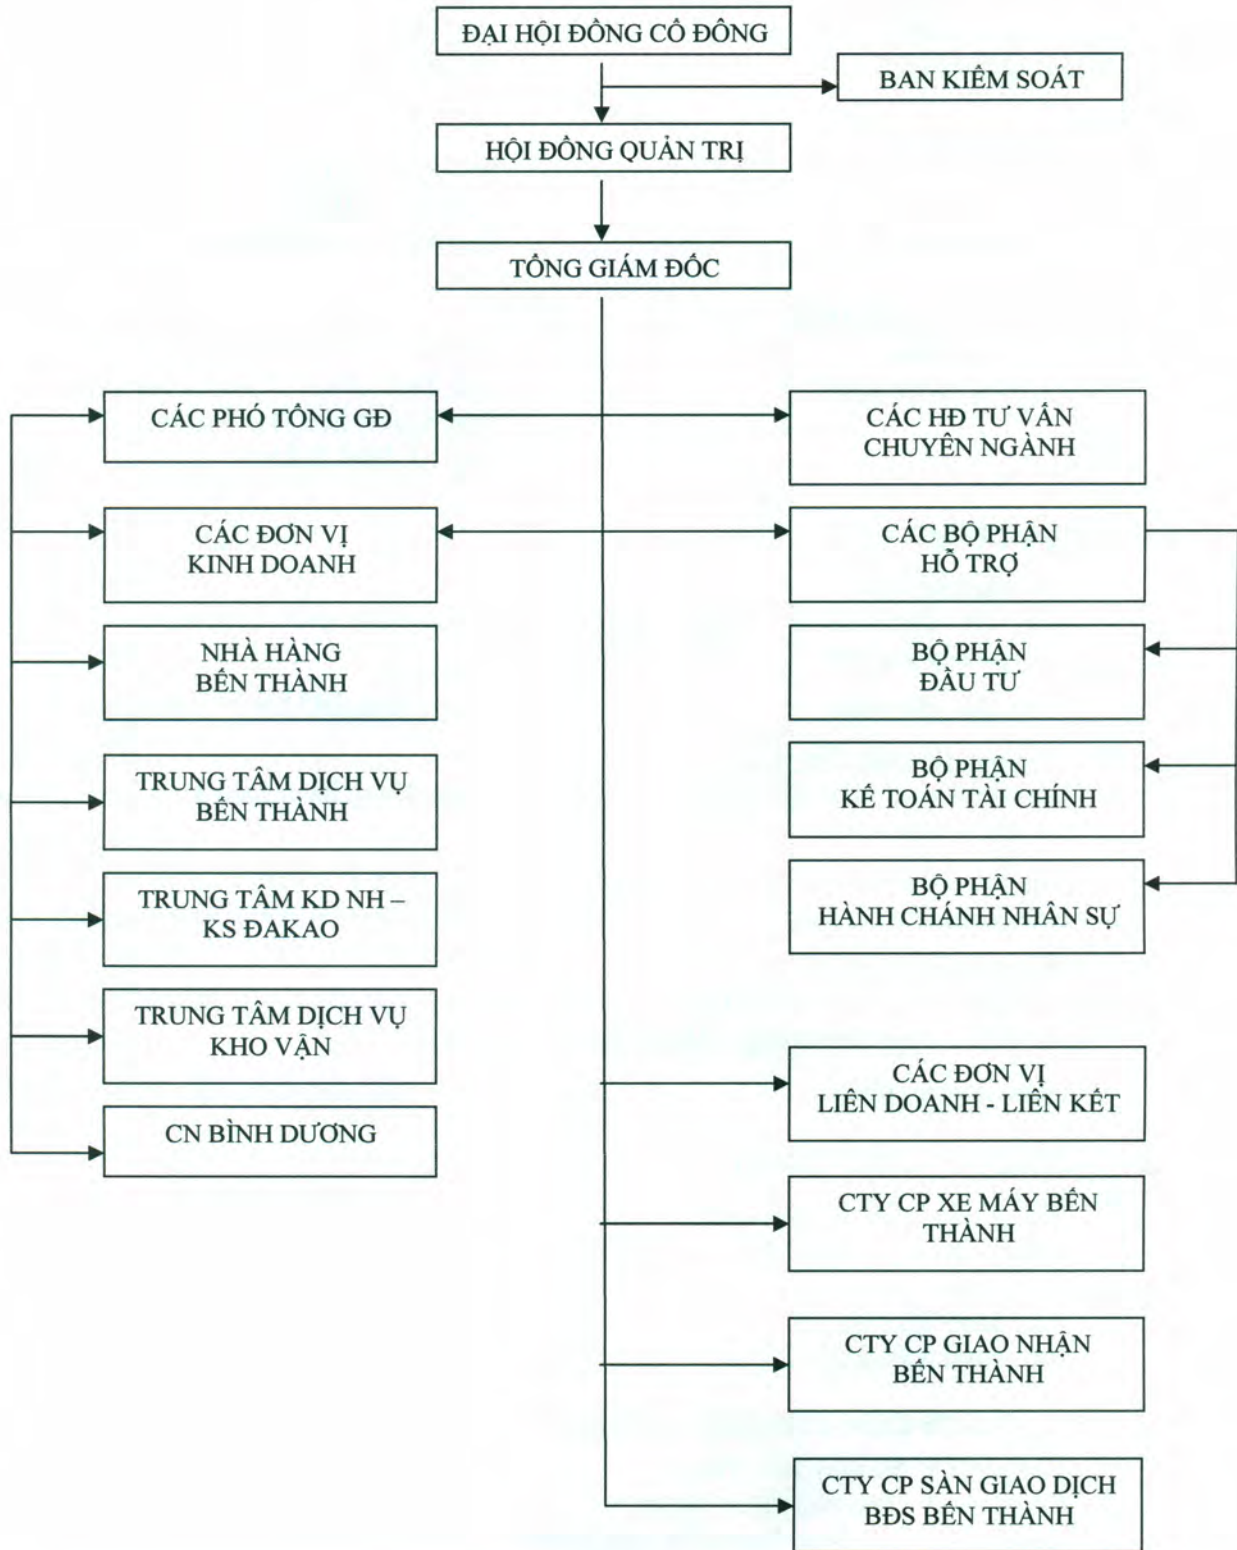 ĐẠI HỘI ĐỒNG CỔ ĐÔNG
BAN KIỂM SOÁT
HỘI ĐỒNG QUẢN TRỊ
TỔNG GIÁM ĐỐC
CÁC PHÓ TỔNG GĐ
CÁC HĐ TƯ VẤN
CHUYÊN NGÀNH
CÁC ĐƠN VỊ
KINH DOANH
CÁC BỘ PHẬN
HỖ TRỢ
NHÀ HÀNG
BẾN THÀNH
BỘ PHẬN
ĐẦU TƯ
TRUNG TÂM DỊCH VỤ
BẾN THÀNH
BỘ PHẬN
KẾ TOÁN TÀI CHÍNH
TRUNG TÂM KD NH –
KS ĐAKAO
BỘ PHẬN
HÀNH CHÁNH NHÂN SỰ
TRUNG TÂM DỊCH VỤ
KHO VẬN
CÁC ĐƠN VỊ
LIÊN DOANH - LIÊN KẾT
CN BÌNH DƯƠNG
CTY CP XE MÁY BẾN
THÀNH
CTY CP GIAO NHẬN
BẾN THÀNH
CTY CP SÀN GIAO DỊCH
BĐS BẾN THÀNH